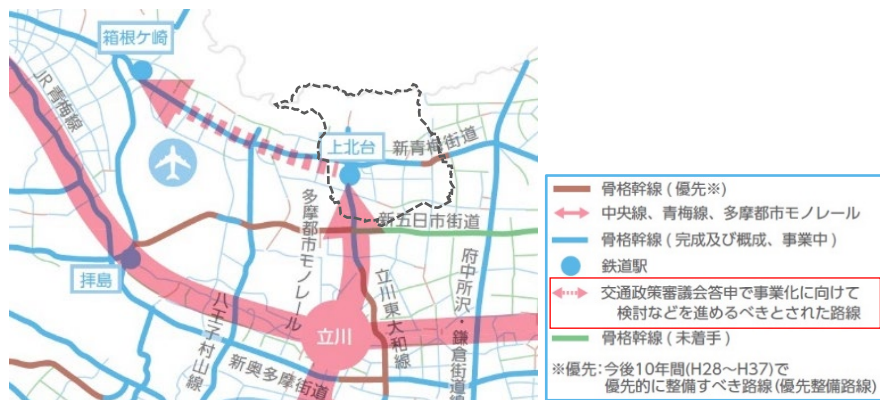 箱根ケ崎
JR青梅線
上北台
新青梅街道
多摩都市モノレール
新五日市街道
拝島
八王子村山線
立川
立川東大和線
府中所沢・鎌倉街道線
新奥多摩街道
骨格幹線(優先※)
中央線、青梅線、多摩都市モノレール
骨格幹線(完成及び概成、事業中)
鉄道駅
交通政策審議会答申で事業化に向けて
検討などを進めるべきとされた路線
骨格幹線(未着手)
※優先:今後10年間(H28～H37)で
優先的に整備すべき路線(優先整備路線)